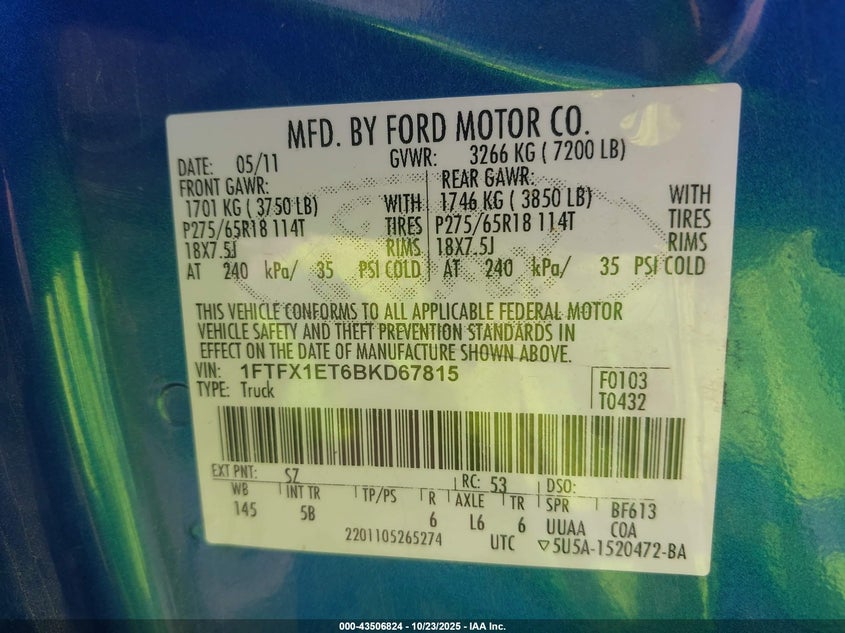 MFD. BY FORD MOTOR CO.
DATE: 05/11 GVWR: 3266 KG ( 7200 LB)
FRONT GAWR: REAR GAWR:
1701 KG ( 3750 LB) WITH 1746 KG ( 3850 LB) WITH
P275/65R18 114T TIRES P275/65R18 114T TIRES
18X7.5J RIMS 18X7.5J RIMS
AT 240 kPa/ 35 PSI COLD AT 240 kPa/ 35 PSI COLD
THIS VEHICLE CONFORMS TO ALL APPLICABLE FEDERAL MOTOR
VEHICLE SAFETY AND THEFT PREVENTION STANDARDS IN
EFFECT ON THE DATE OF MANUFACTURE SHOWN ABOVE.
VIN: 1FTFX1ET6BKD67815 F0103
TYPE: Truck T0432
EXT PNT: SZ RC: 53 DSO:
WB INT TR TP/PS R AXLE TR SPR BF613
145 5B 6 L6 6 UUAA COA
2201105265274 UTC ▽5U5A-1520472-BA
000-43506824 - 10/23/2025 - IAA Inc.